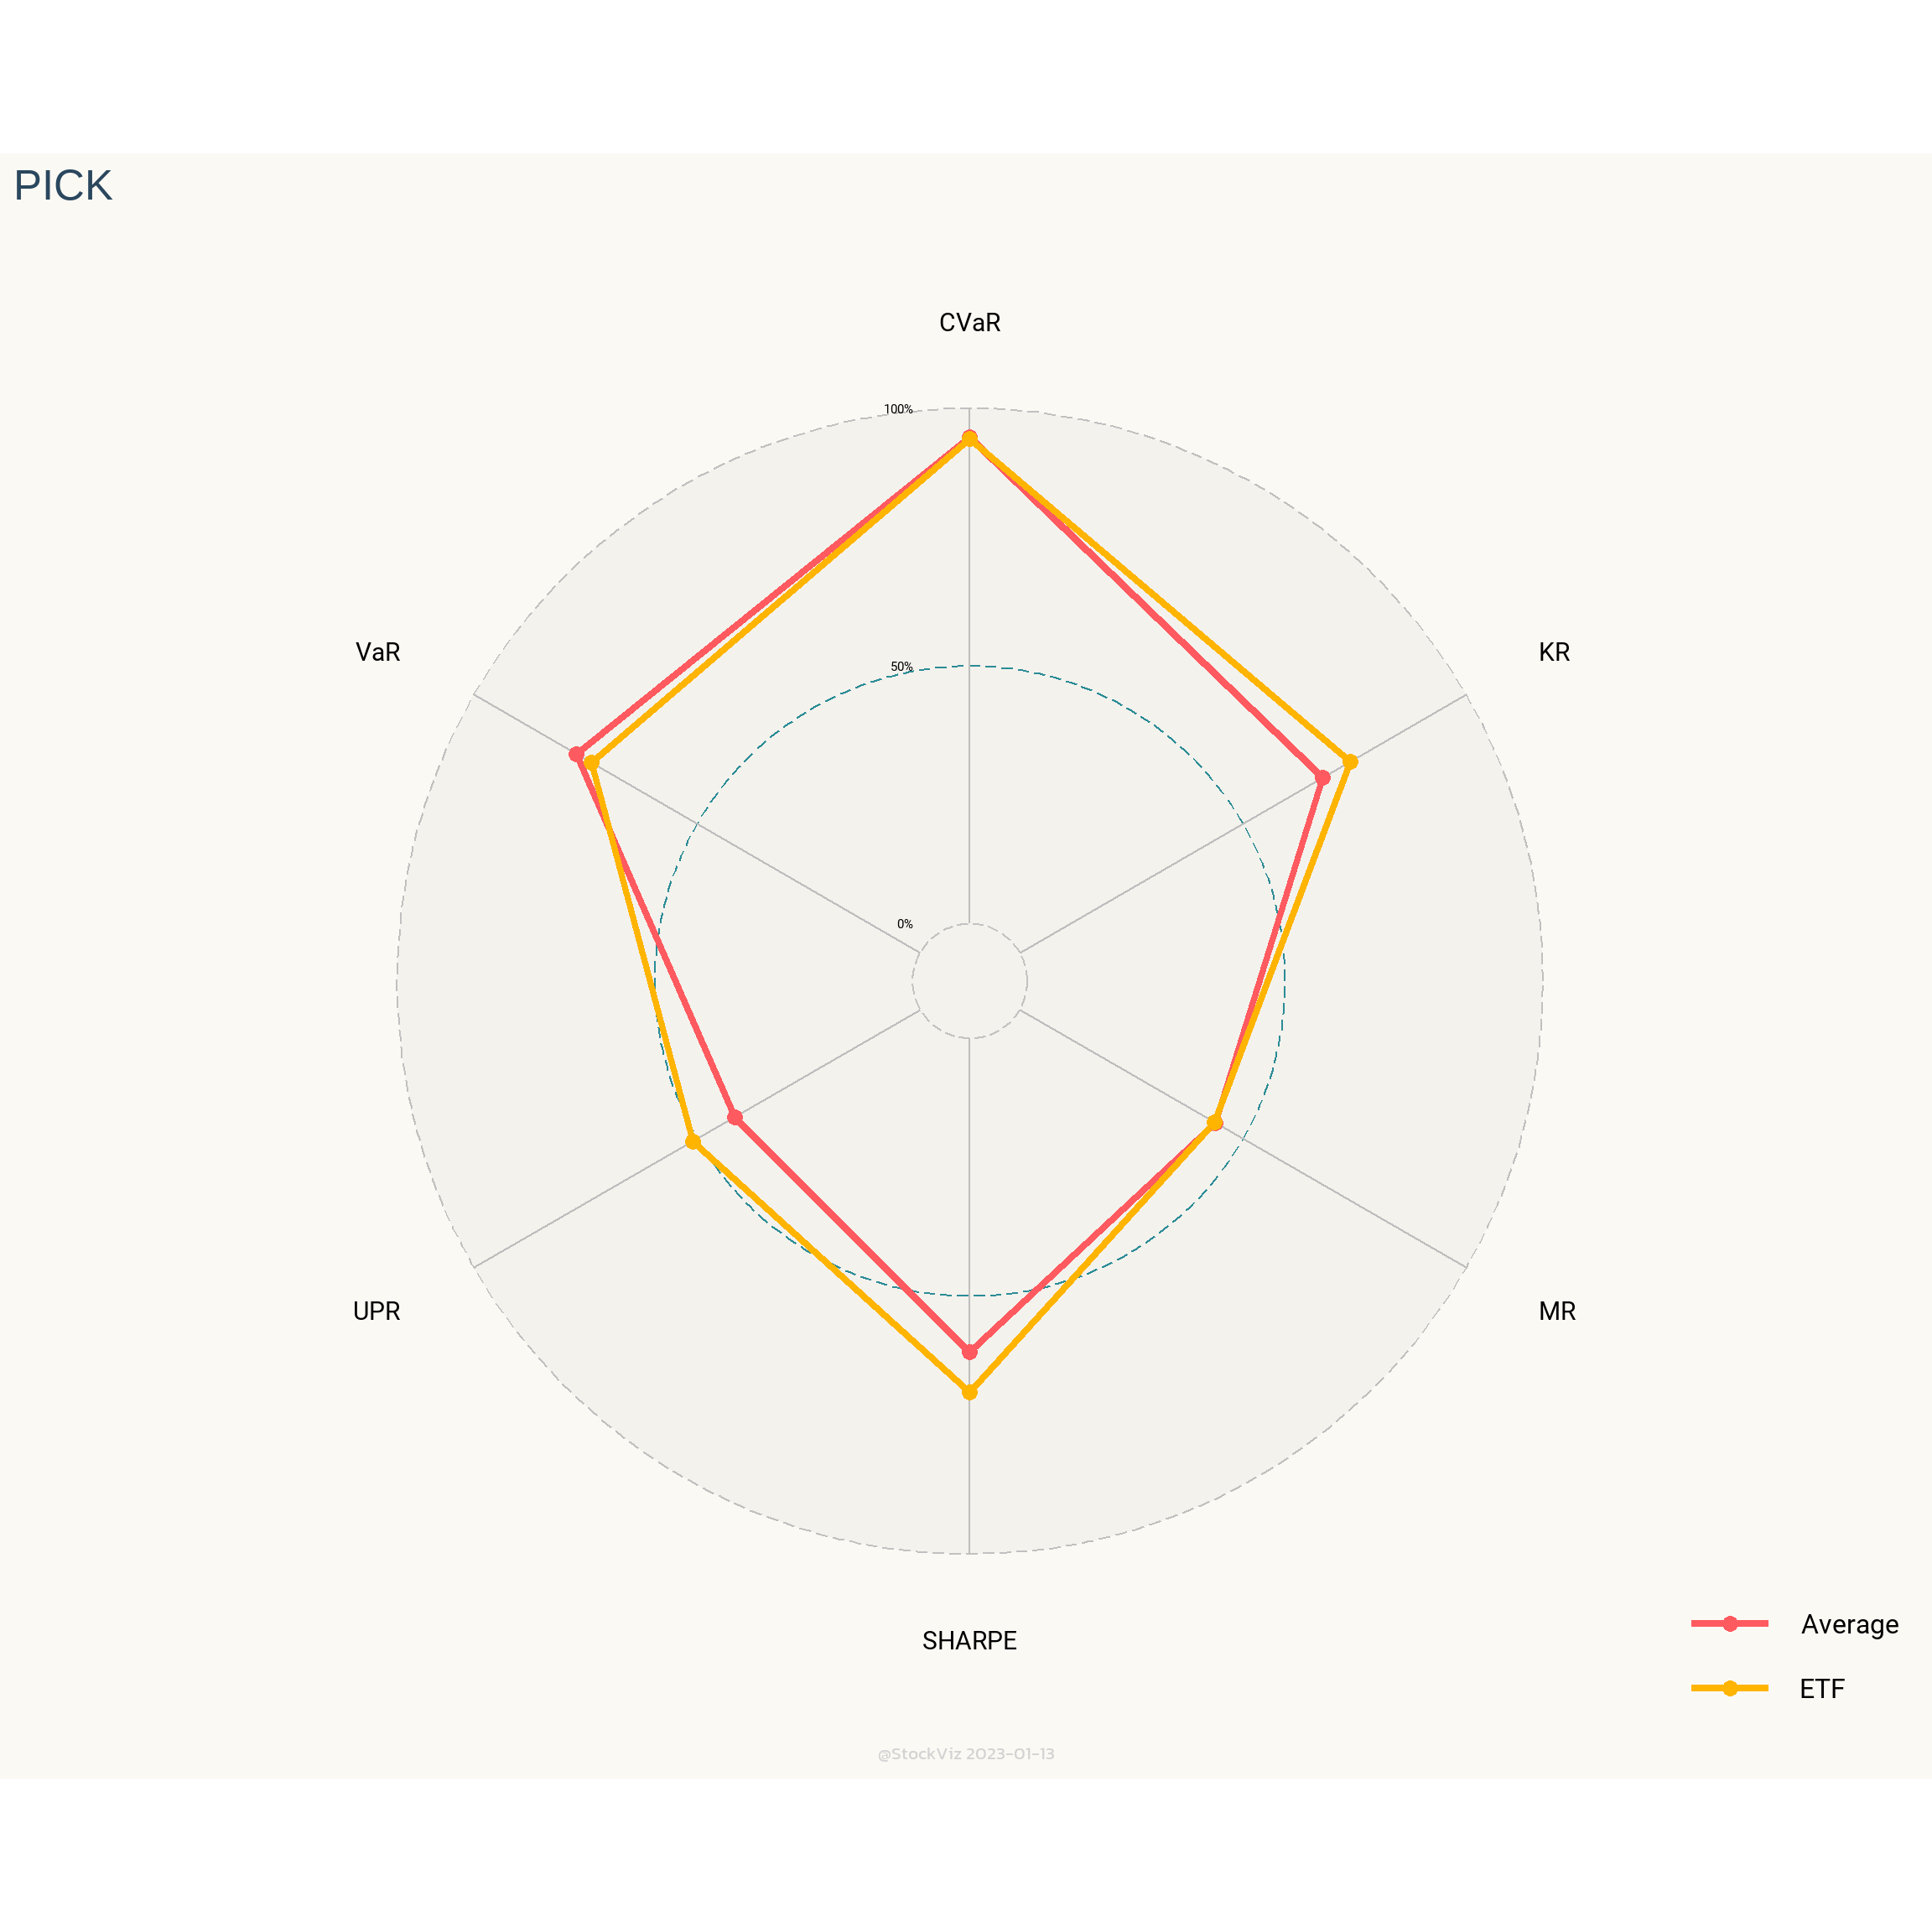 PICK
CVaR
100%
KR
VaR
50%
0%
UPR
MR
SHARPE
Average
ETF
@StockViz 2023-01-13